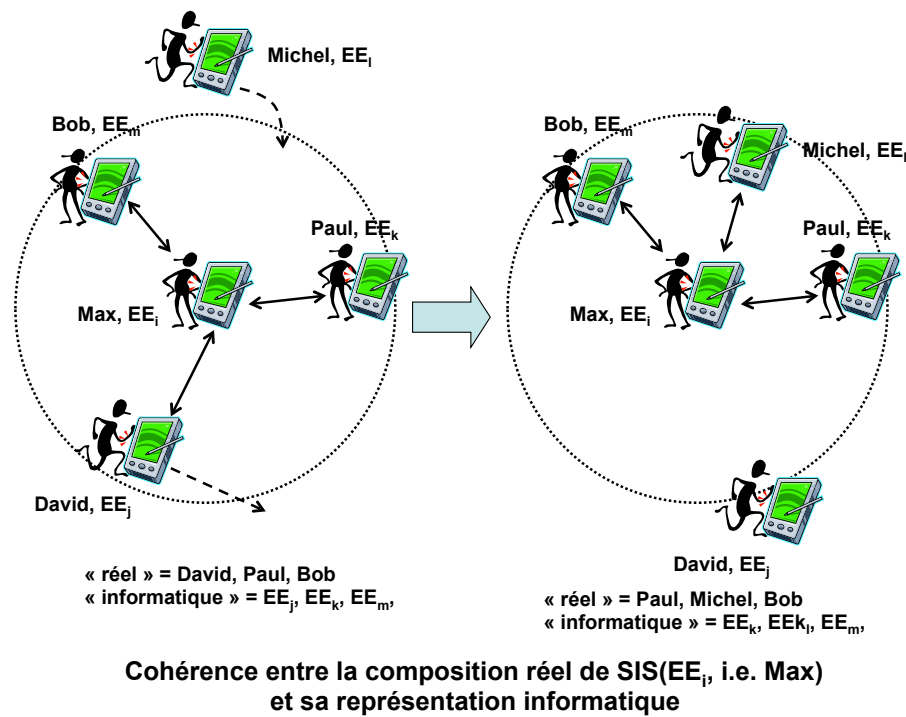 Michel, EEl
Bob, EEm
Paul, EEk
Max, EEi
David, EEj
« réel » = David, Paul, Bob
« informatique » = EEj, EEk, EEm,
Bob, EEm
Michel, EEl
Paul, EEk
Max, EEi
David, EEj
« réel » = Paul, Michel, Bob
« informatique » = EEk, EEkl, EEm,
Cohérence entre la composition réel de SIS(EEi, i.e. Max)
et sa représentation informatique